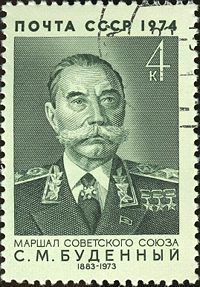 ПОЧТА СССР 1974
4
К
МАРШАЛ СОВЕТСКОГО СОЮЗА
С. М. БУДЕННЫЙ
1883-1973